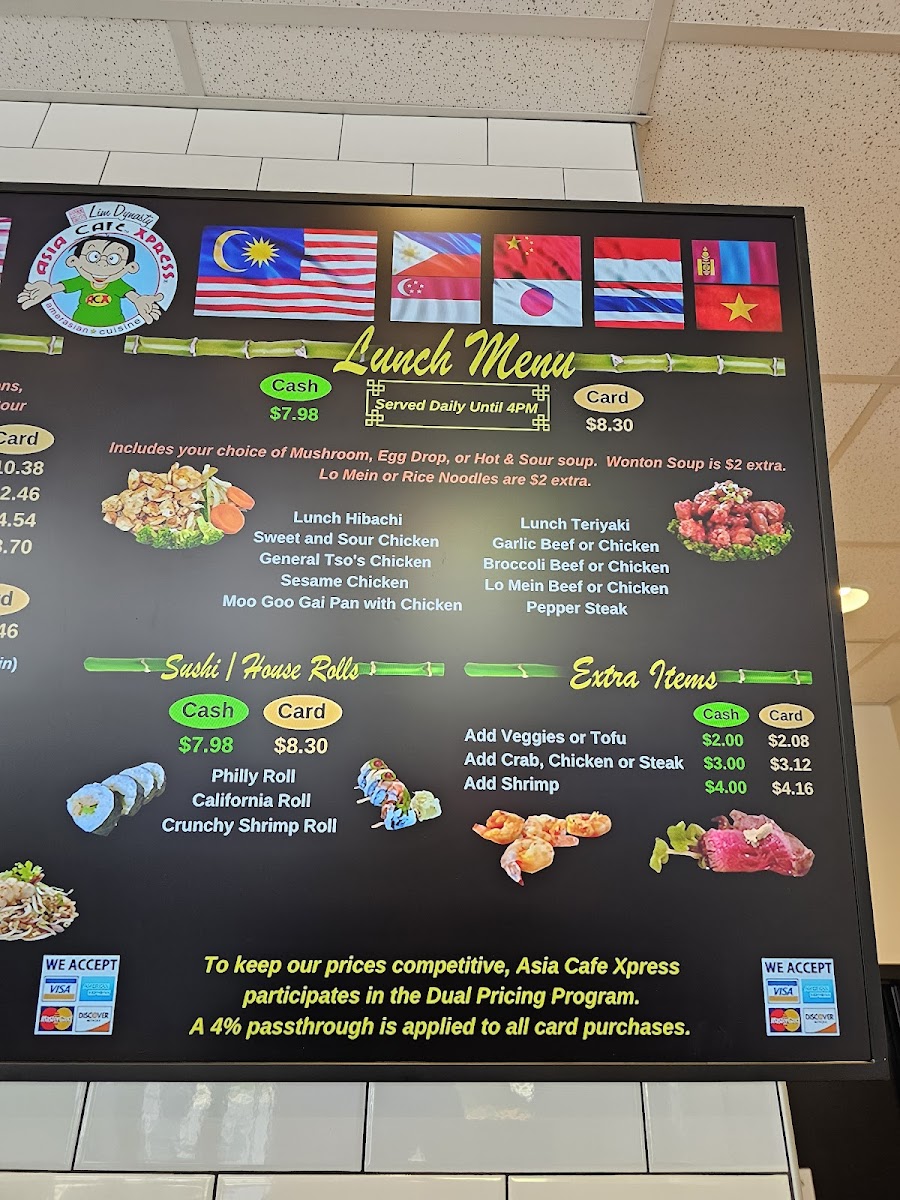 Lim Dynasty
ASIA CAFE XPRESS
ACX
amerasian cuisine
Lunch Menu
Cash
$7.98
Served Daily Until 4PM
Card
$8.30
Includes your choice of Mushroom, Egg Drop, or Hot & Sour soup. Wonton Soup is $2 extra.
Lo Mein or Rice Noodles are $2 extra.
Lunch Hibachi
Sweet and Sour Chicken
General Tso's Chicken
Sesame Chicken
Moo Goo Gai Pan with Chicken
Lunch Teriyaki
Garlic Beef or Chicken
Broccoli Beef or Chicken
Lo Mein Beef or Chicken
Pepper Steak
Card
Sushi / House Rolls
Cash Card
$7.98 $8.30
Philly Roll
California Roll
Crunchy Shrimp Roll
Extra Items
Cash Card
Add Veggies or Tofu $2.00 $2.08
Add Crab, Chicken or Steak $3.00 $3.12
Add Shrimp $4.00 $4.16
WE ACCEPT
VISA AMERICAN EXPRESS
MasterCard DISCOVER
To keep our prices competitive, Asia Cafe Xpress
participates in the Dual Pricing Program.
A 4% passthrough is applied to all card purchases.
WE ACCEPT
VISA AMERICAN EXPRESS
MasterCard DISCOVER